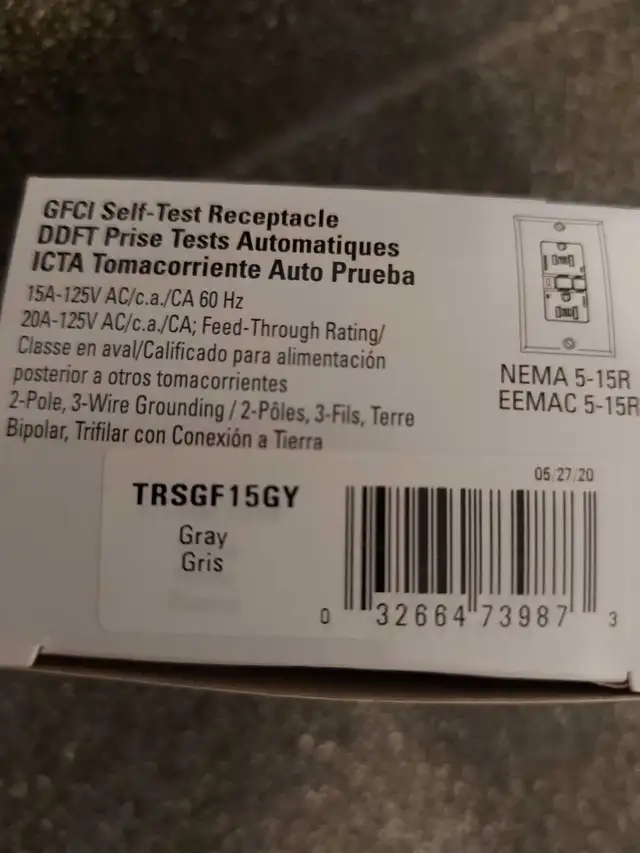 GFCI Self-Test Receptacle
DDFT Prise Tests Automatiques
ICTA Tomacorriente Auto Prueba
15A-125V AC/c.a./CA 60 Hz
20A-125V AC/c.a./CA; Feed-Through Rating/
Classe en aval/Calificado para alimentación
posterior a otros tomacorrientes
2-Pole, 3-Wire Grounding / 2-Pôles, 3-Fils, Terre
Bipolar, Trifilar con Conexión a Tierra
NEMA 5-15R
EEMAC 5-15R
05/27/20
TRSGF15GY
Gray
Gris
0 32664 73987 3